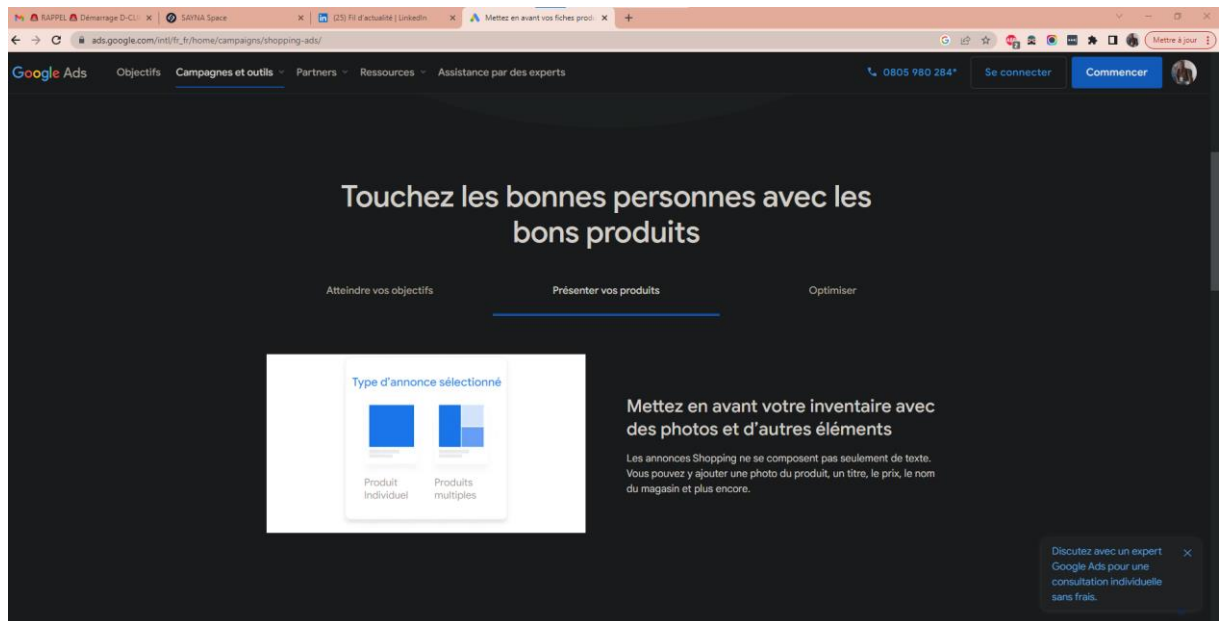 RAPPEL Démarrage D-CLI
SAYNA Space
(25) Fil d'actualité | LinkedIn
Mettez en avant vos fiches prod
ads.google.com/intl/fr_fr/home/campaigns/shopping-ads/
Mettre à jour
Google Ads
Objectifs
Campagnes et outils
Partners
Ressources
Assistance par des experts
0805 980 284*
Se connecter
Commencer
Touchez les bonnes personnes avec les
bons produits
Atteindre vos objectifs
Présenter vos produits
Optimiser
Type d'annonce sélectionné
Produit
Individuel
Produits
multiples
Mettez en avant votre inventaire avec
des photos et d'autres éléments
Les annonces Shopping ne se composent pas seulement de texte.
Vous pouvez y ajouter une photo du produit, un titre, le prix, le nom
du magasin et plus encore.
Discutez avec un expert
Google Ads pour une
consultation individuelle
sans frais.